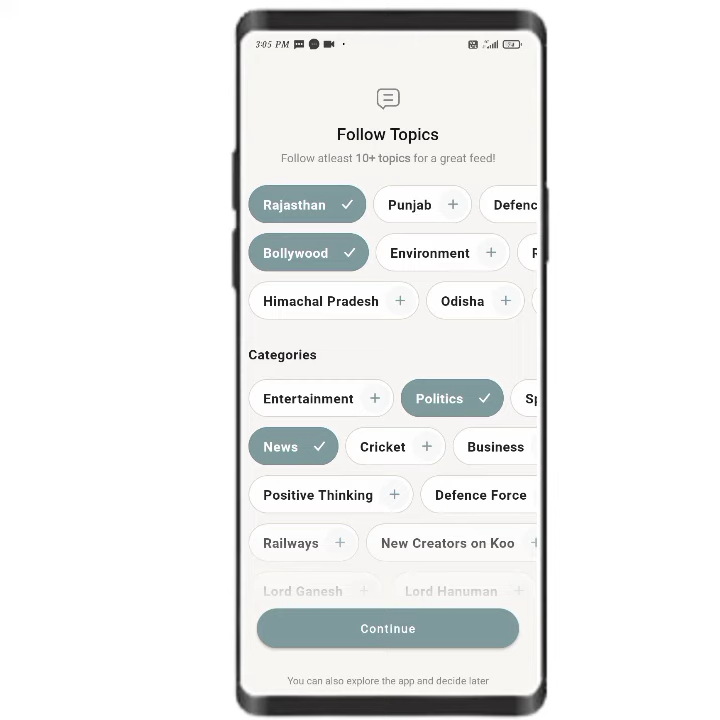 3:05 PM
Follow Topics
Follow atleast 10+ topics for a great feed!
Rajasthan Punjab Defenc
Bollywood Environment
Himachal Pradesh Odisha
Categories
Entertainment Politics Sp
News Cricket Business
Positive Thinking Defence Force
Railways New Creators on Koo
Lord Ganesh Lord Hanuman
Continue
You can also explore the app and decide later